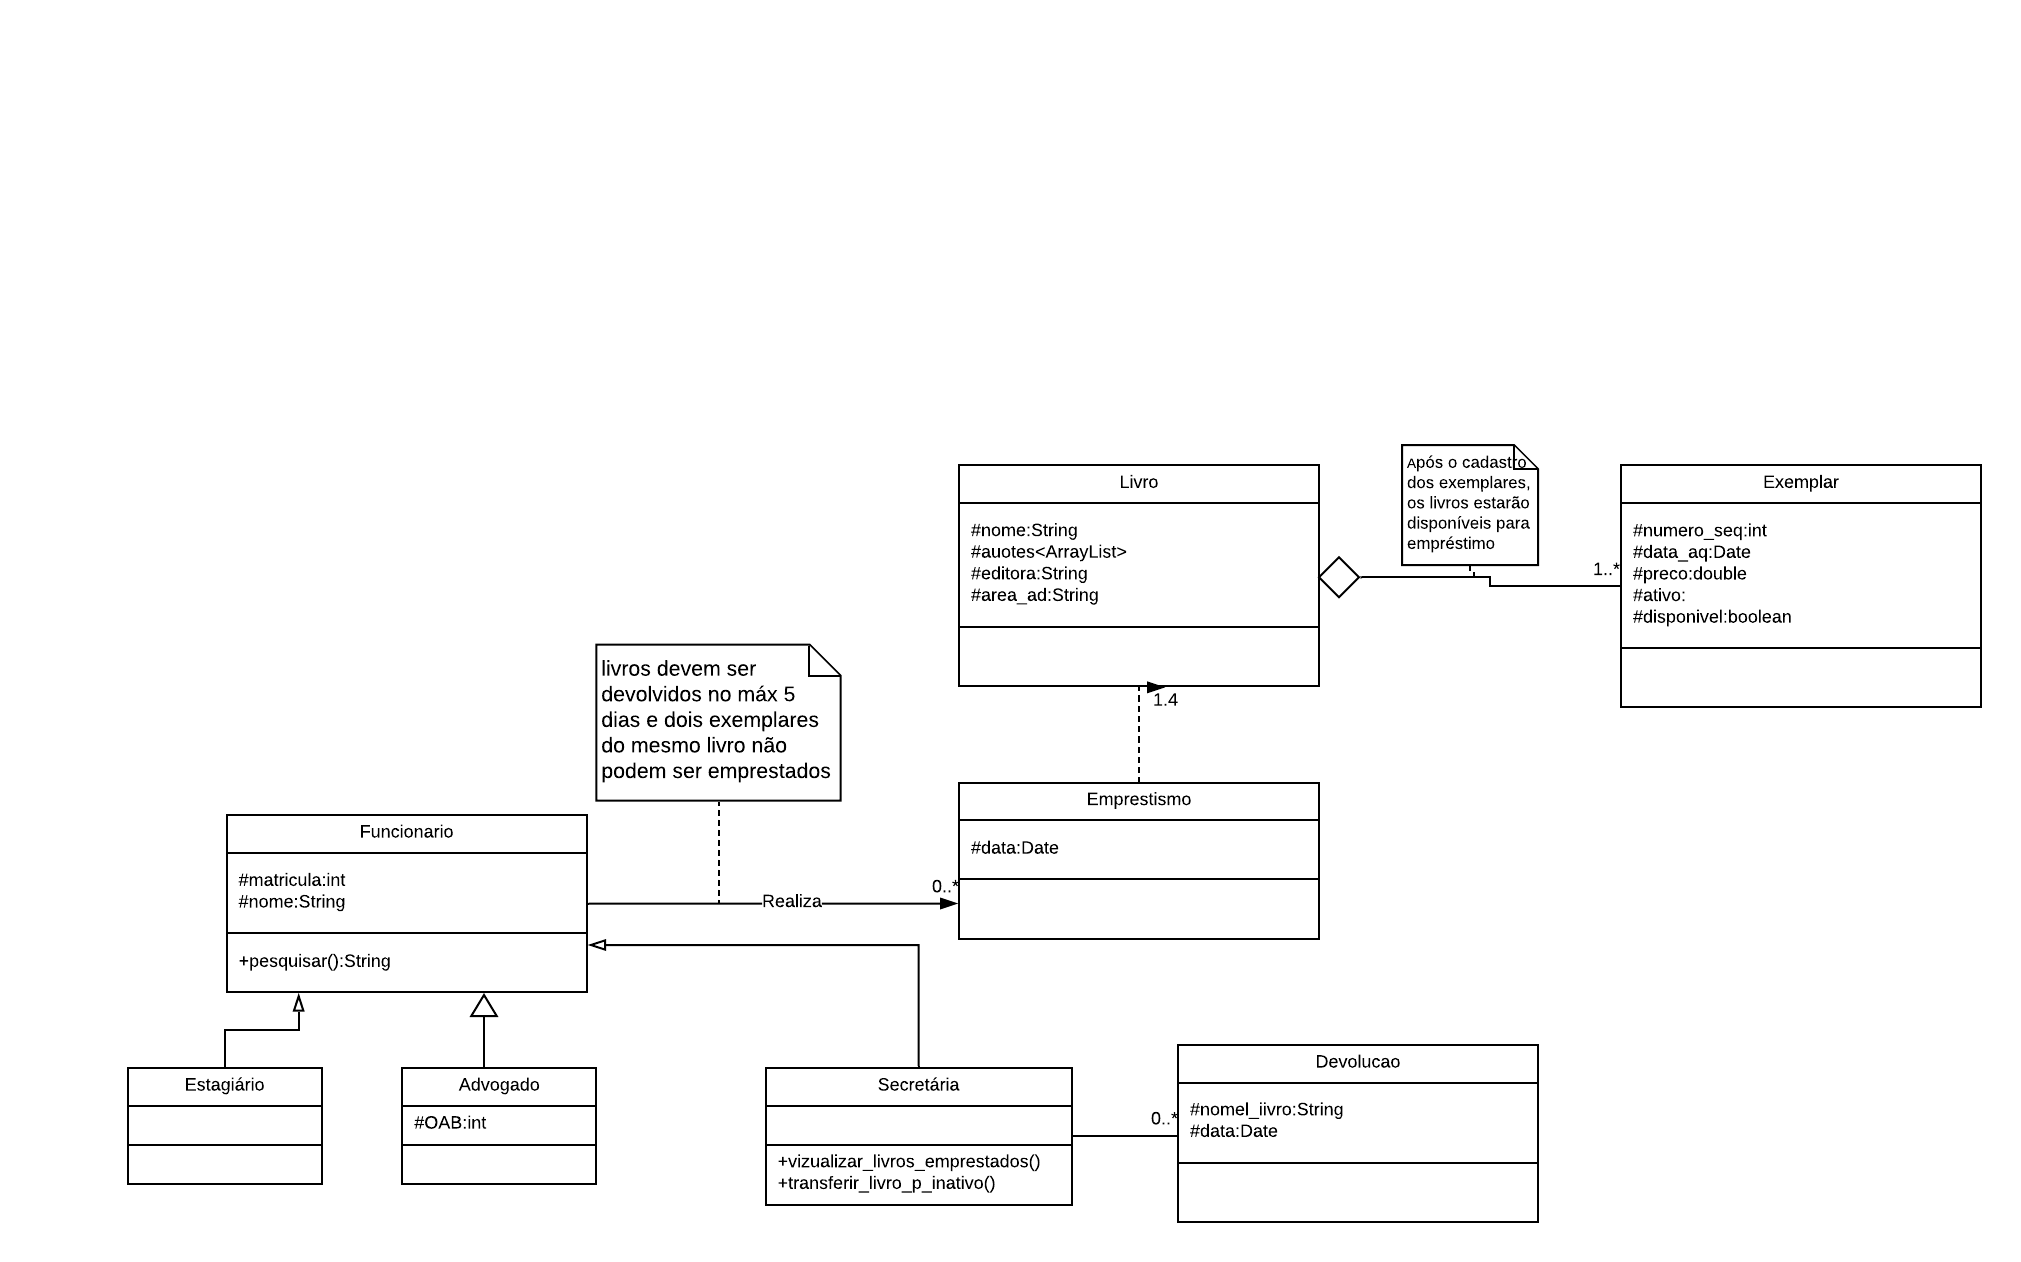 Livro
#nome:String
#auotes<ArrayList>
#editora:String
#area_ad:String
Após o cadastro
dos exemplares,
os livros estarão
disponíveis para
empréstimo
1..*
Exemplar
#numero_seq:int
#data_aq:Date
#preco:double
#ativo:
#disponivel:boolean
livros devem ser
devolvidos no máx 5
dias e dois exemplares
do mesmo livro não
podem ser emprestados
1.4
Emprestismo
#data:Date
Funcionario
#matricula:int
#nome:String
+pesquisar():String
Realiza
0..*
Estagiário
Advogado
#OAB:int
Secretária
+vizualizar_livros_emprestados()
+transferir_livro_p_inativo()
0..*
Devolucao
#nomel_iivro:String
#data:Date